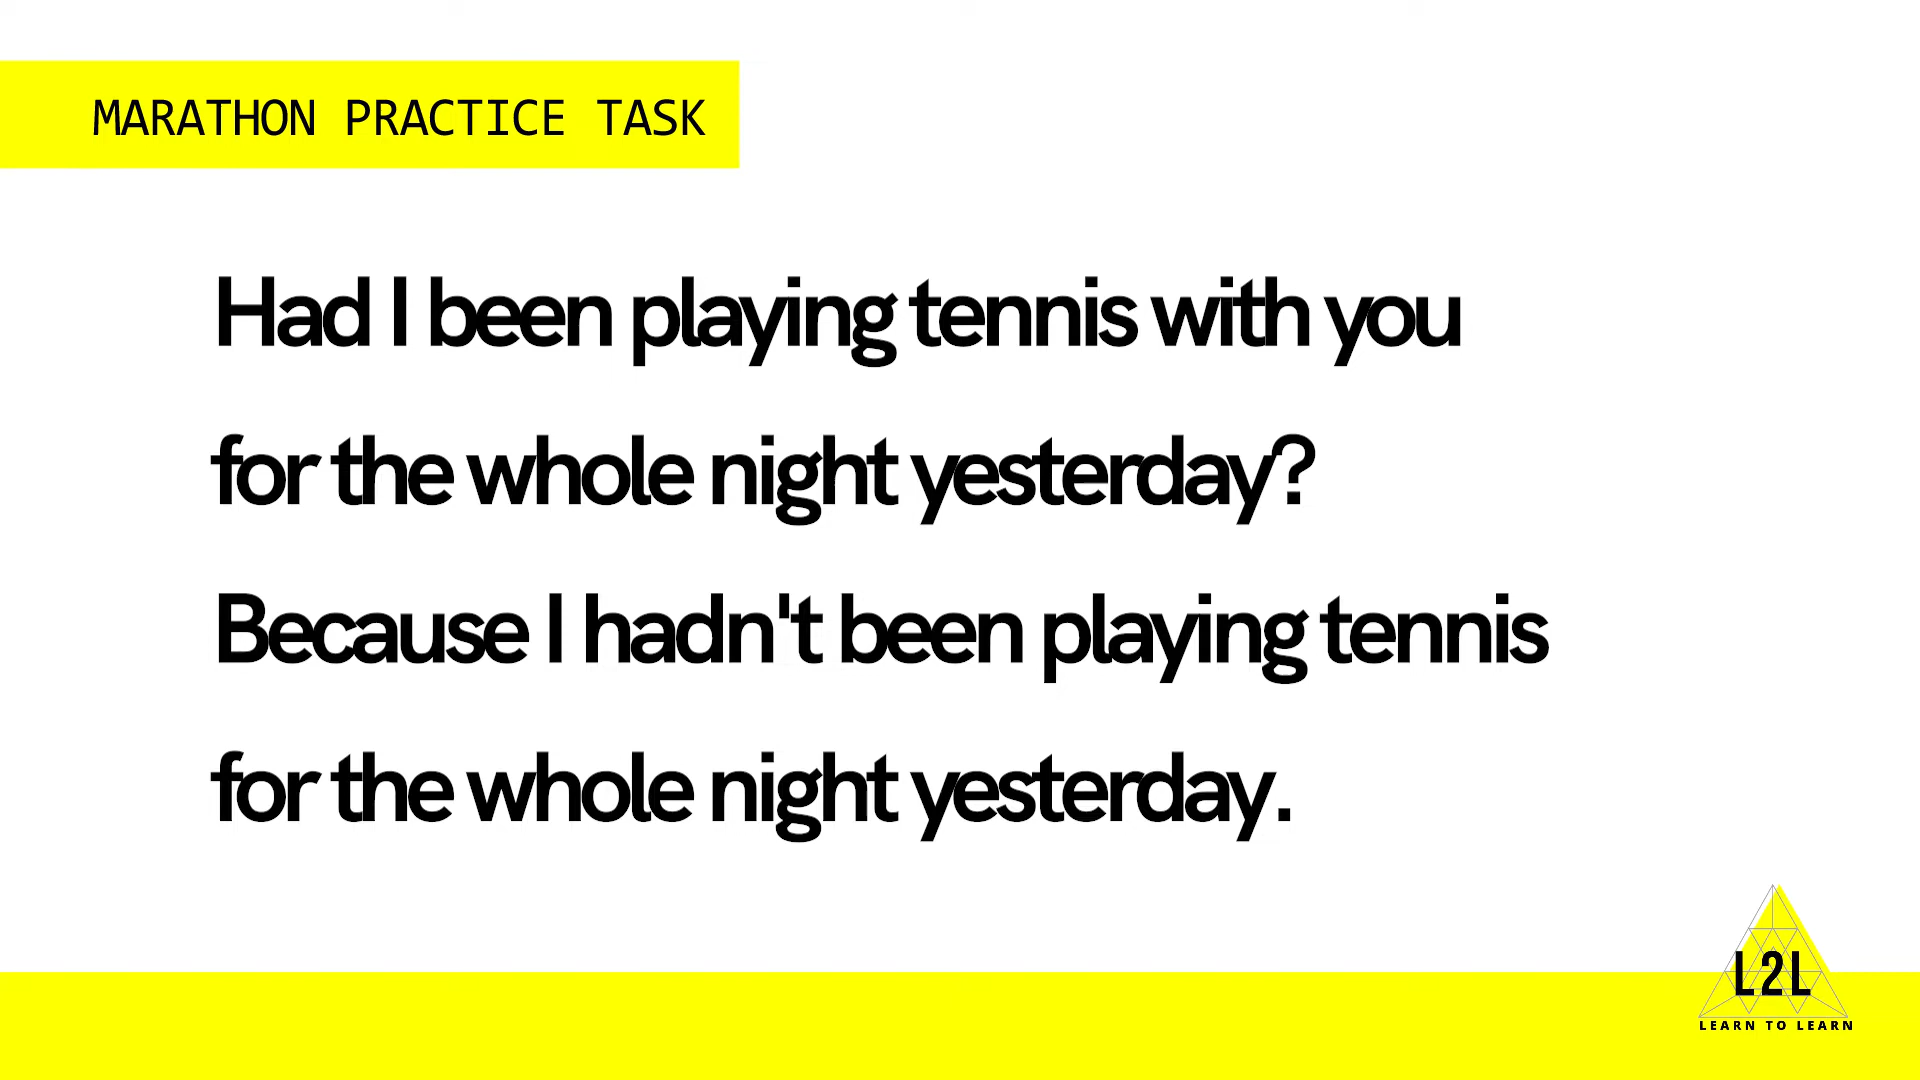 MARATHON PRACTICE TASK
Had I been playing tennis with you
for the whole night yesterday?
Because I hadn't been playing tennis
for the whole night yesterday.
L2L
LEARN TO LEARN